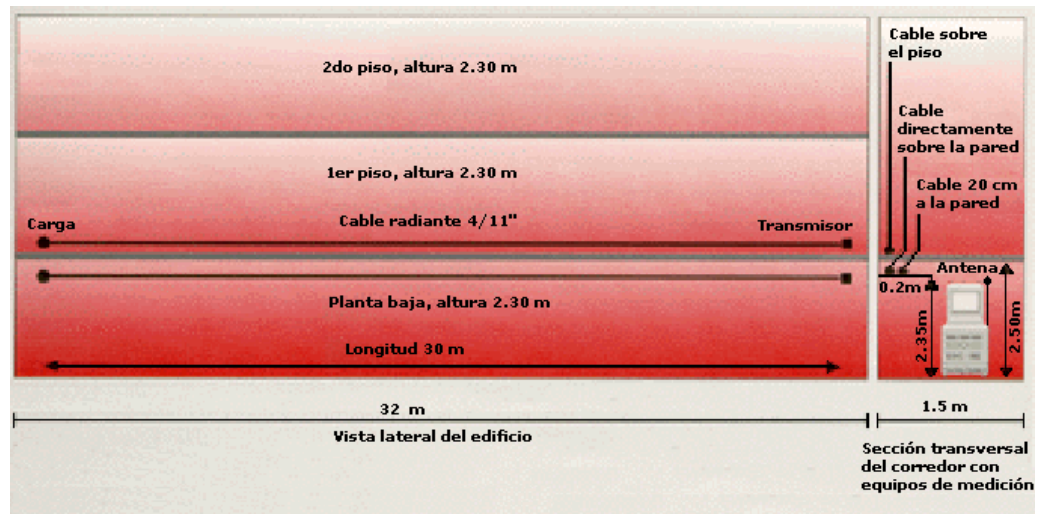 2do piso, altura 2.30 m
1er piso, altura 2.30 m
Carga
Cable radiante 4/11"
Transmisor
Planta baja, altura 2.30 m
Longitud 30 m
32 m
Vista lateral del edificio
Cable sobre
el piso
Cable
directamente
sobre la pared
Cable 20 cm
a la pared
Antena
0.2m
2.35m
2.50m
1.5 m
Sección transversal
del corredor con
equipos de medición